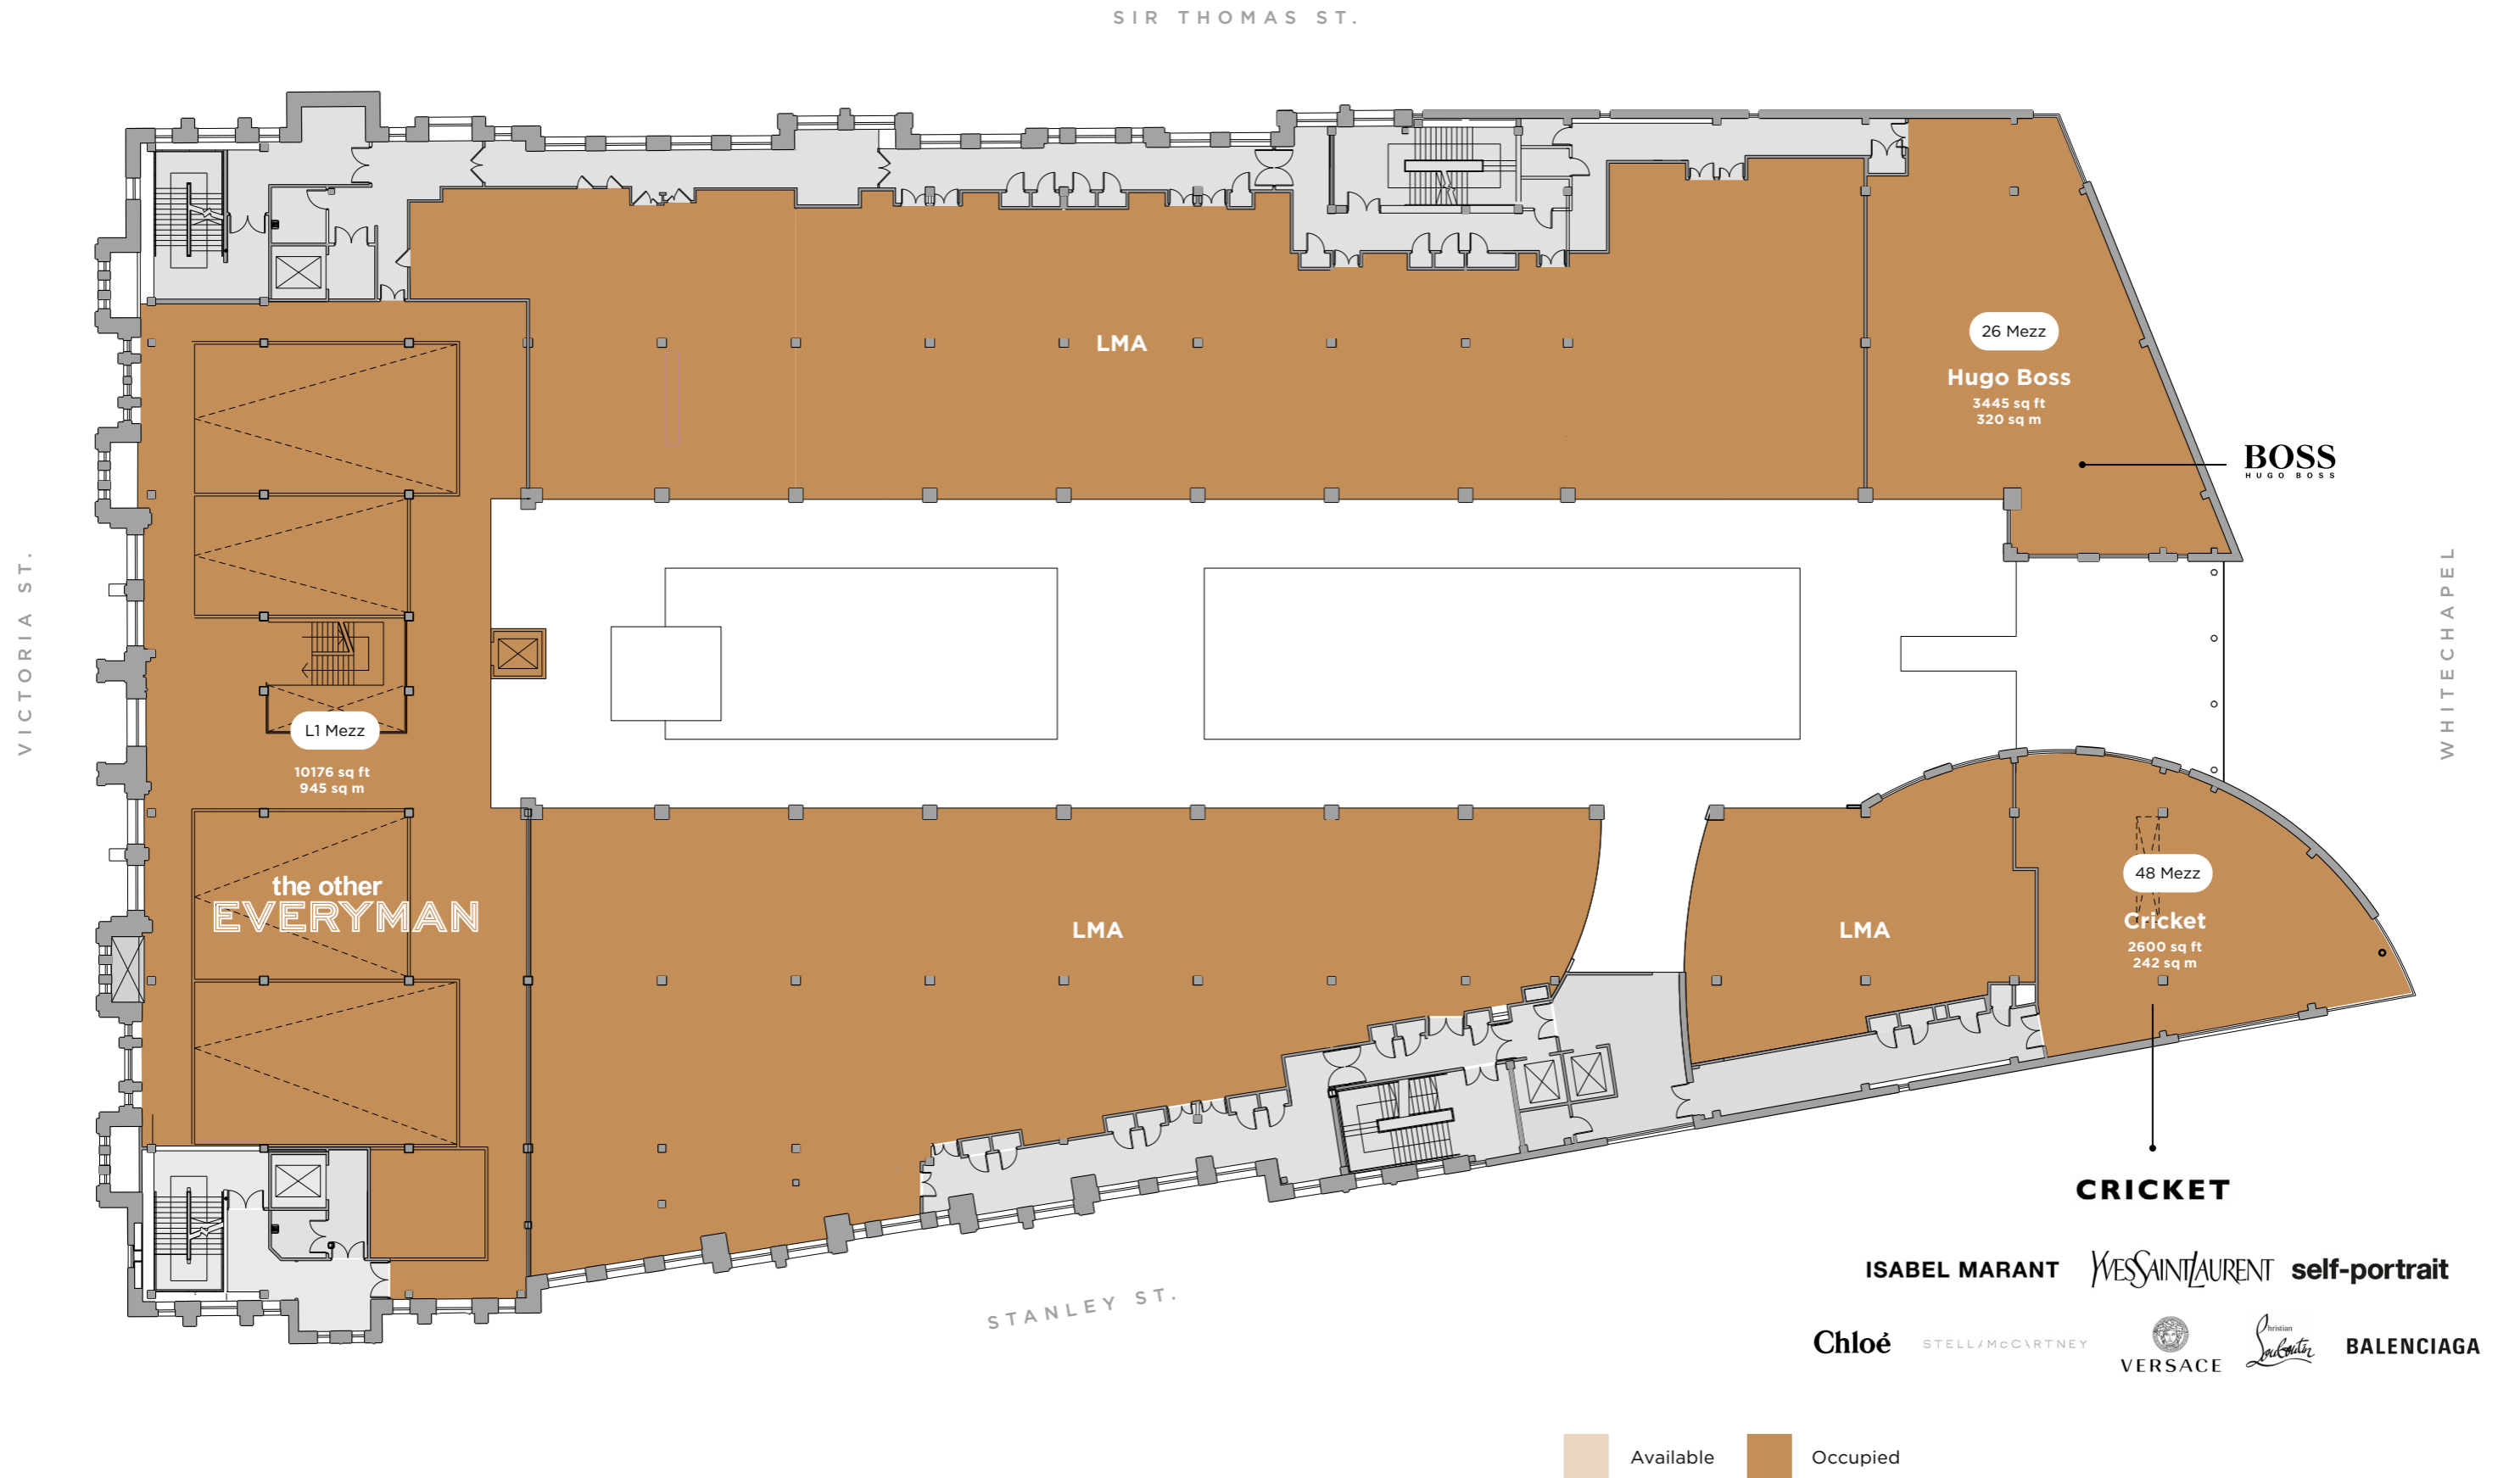 SIR THOMAS ST.
LMA
26 Mezz
Hugo Boss
3445 sq ft
320 sq m
BOSS
HUGO BOSS
VICTORIA ST.
WHITECHAPEL
L1 Mezz
10176 sq ft
945 sq m
the other
EVERYMAN
LMA
LMA
48 Mezz
Cricket
2600 sq ft
242 sq m
CRICKET
ISABEL MARANT YVESSAINTLAURENT self-portrait
STANLEY ST.
Chloé STELLAMcCARTNEY VERSACE Christian Louboutin BALENCIAGA
Available Occupied